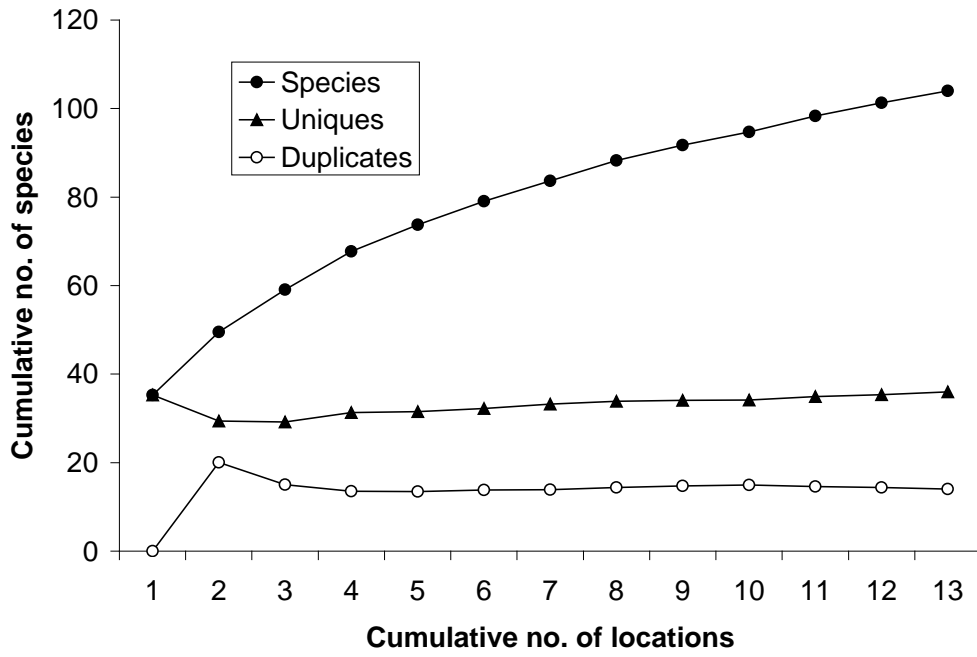 120
100
80
60
40
20
0
Cumulative no. of species
Species
Uniques
Duplicates
1 2 3 4 5 6 7 8 9 10 11 12 13
Cumulative no. of locations